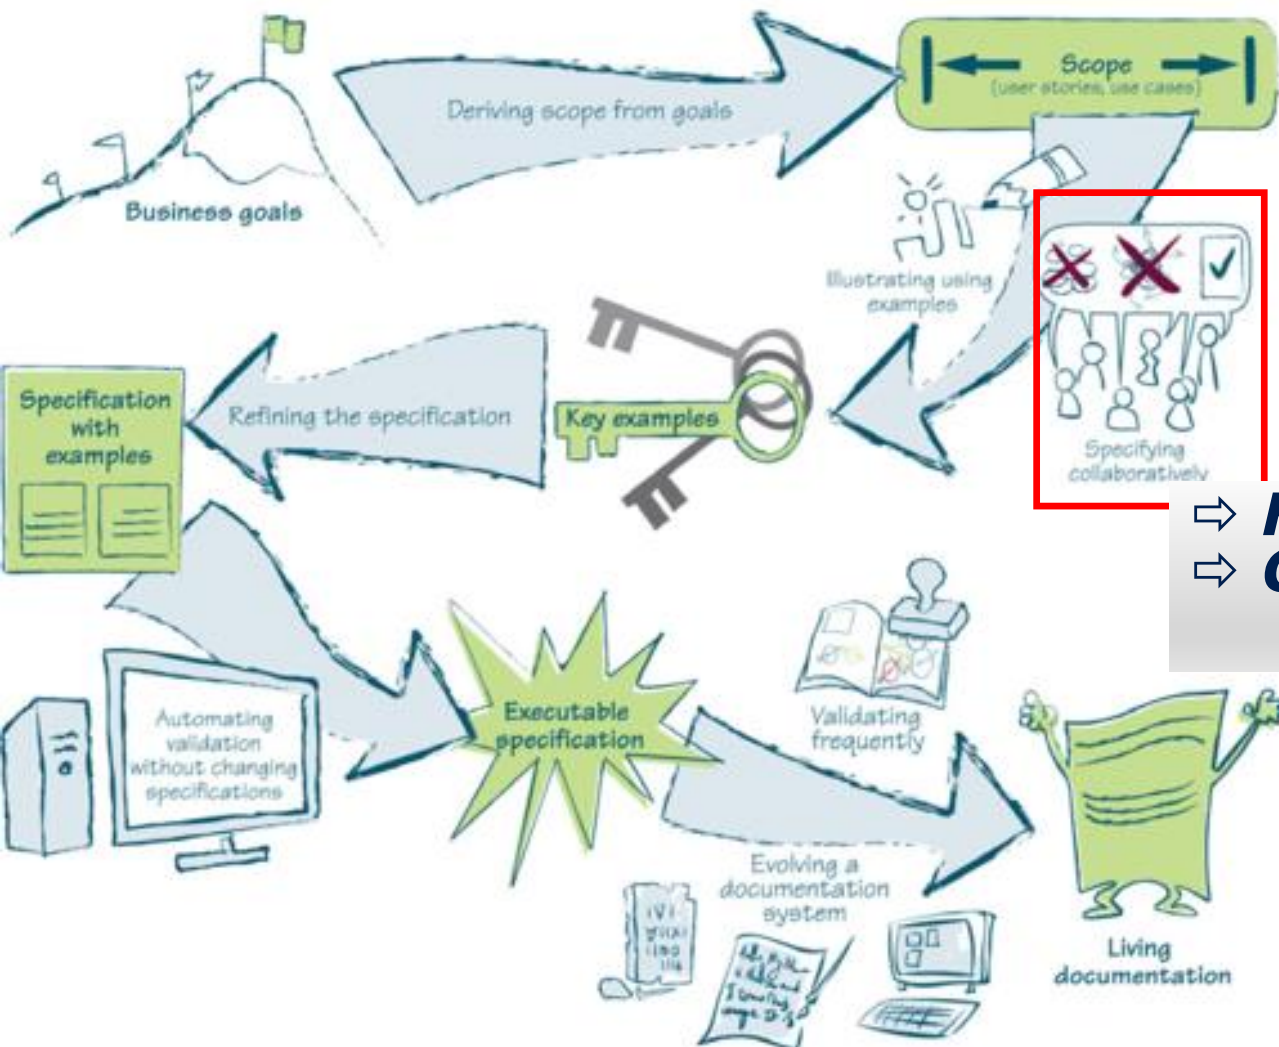 Deriving scope from goals
Scope
(user stories, use cases)
Business goals
Illustrating using
examples
Specifying
collaboratively
Key examples
Refining the specification
Specification
with
examples
Automating
validation
without changing
specifications
Executable
specification
Validating
frequently
Evolving a
documentation
system
Living
documentation